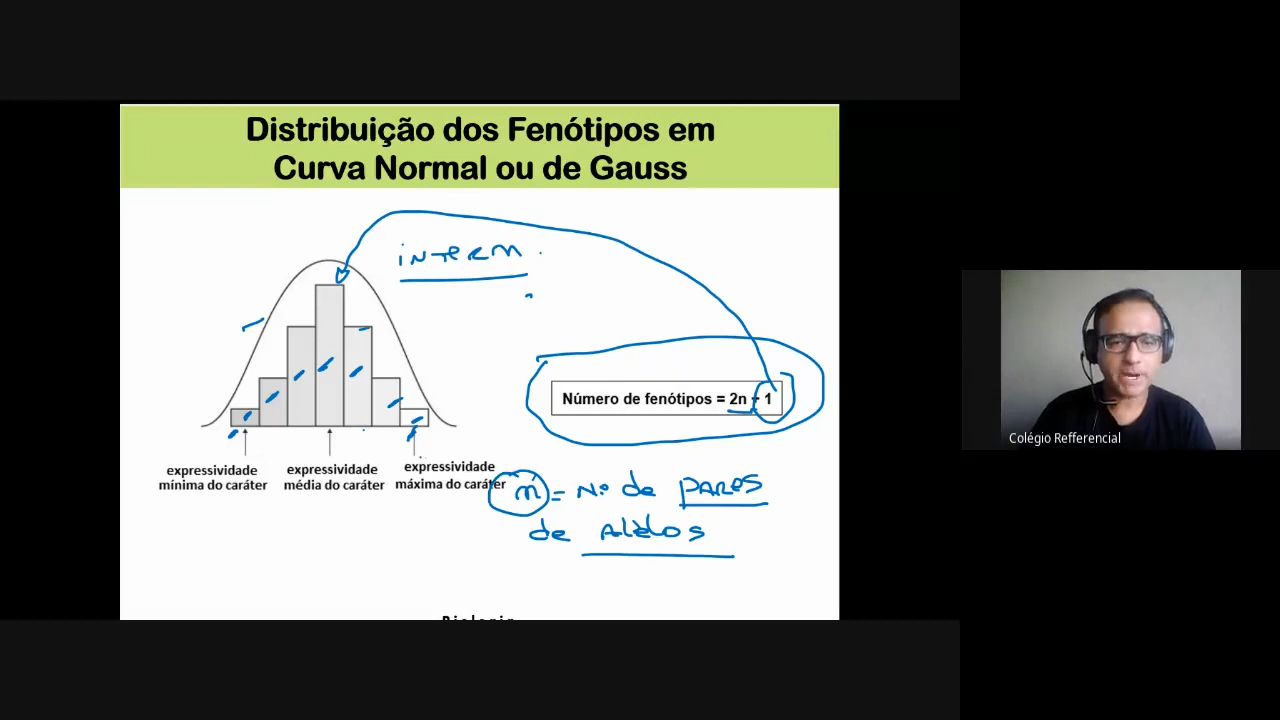 Distribuição dos Fenótipos em
Curva Normal ou de Gauss
INTERM.
Número de fenótipos = 2n + 1
expressividade
mínima do caráter
expressividade
média do caráter
expressividade
máxima do caráter
"n" = Nº de PARES
de Alelos
Biologia
Colégio Refferencial